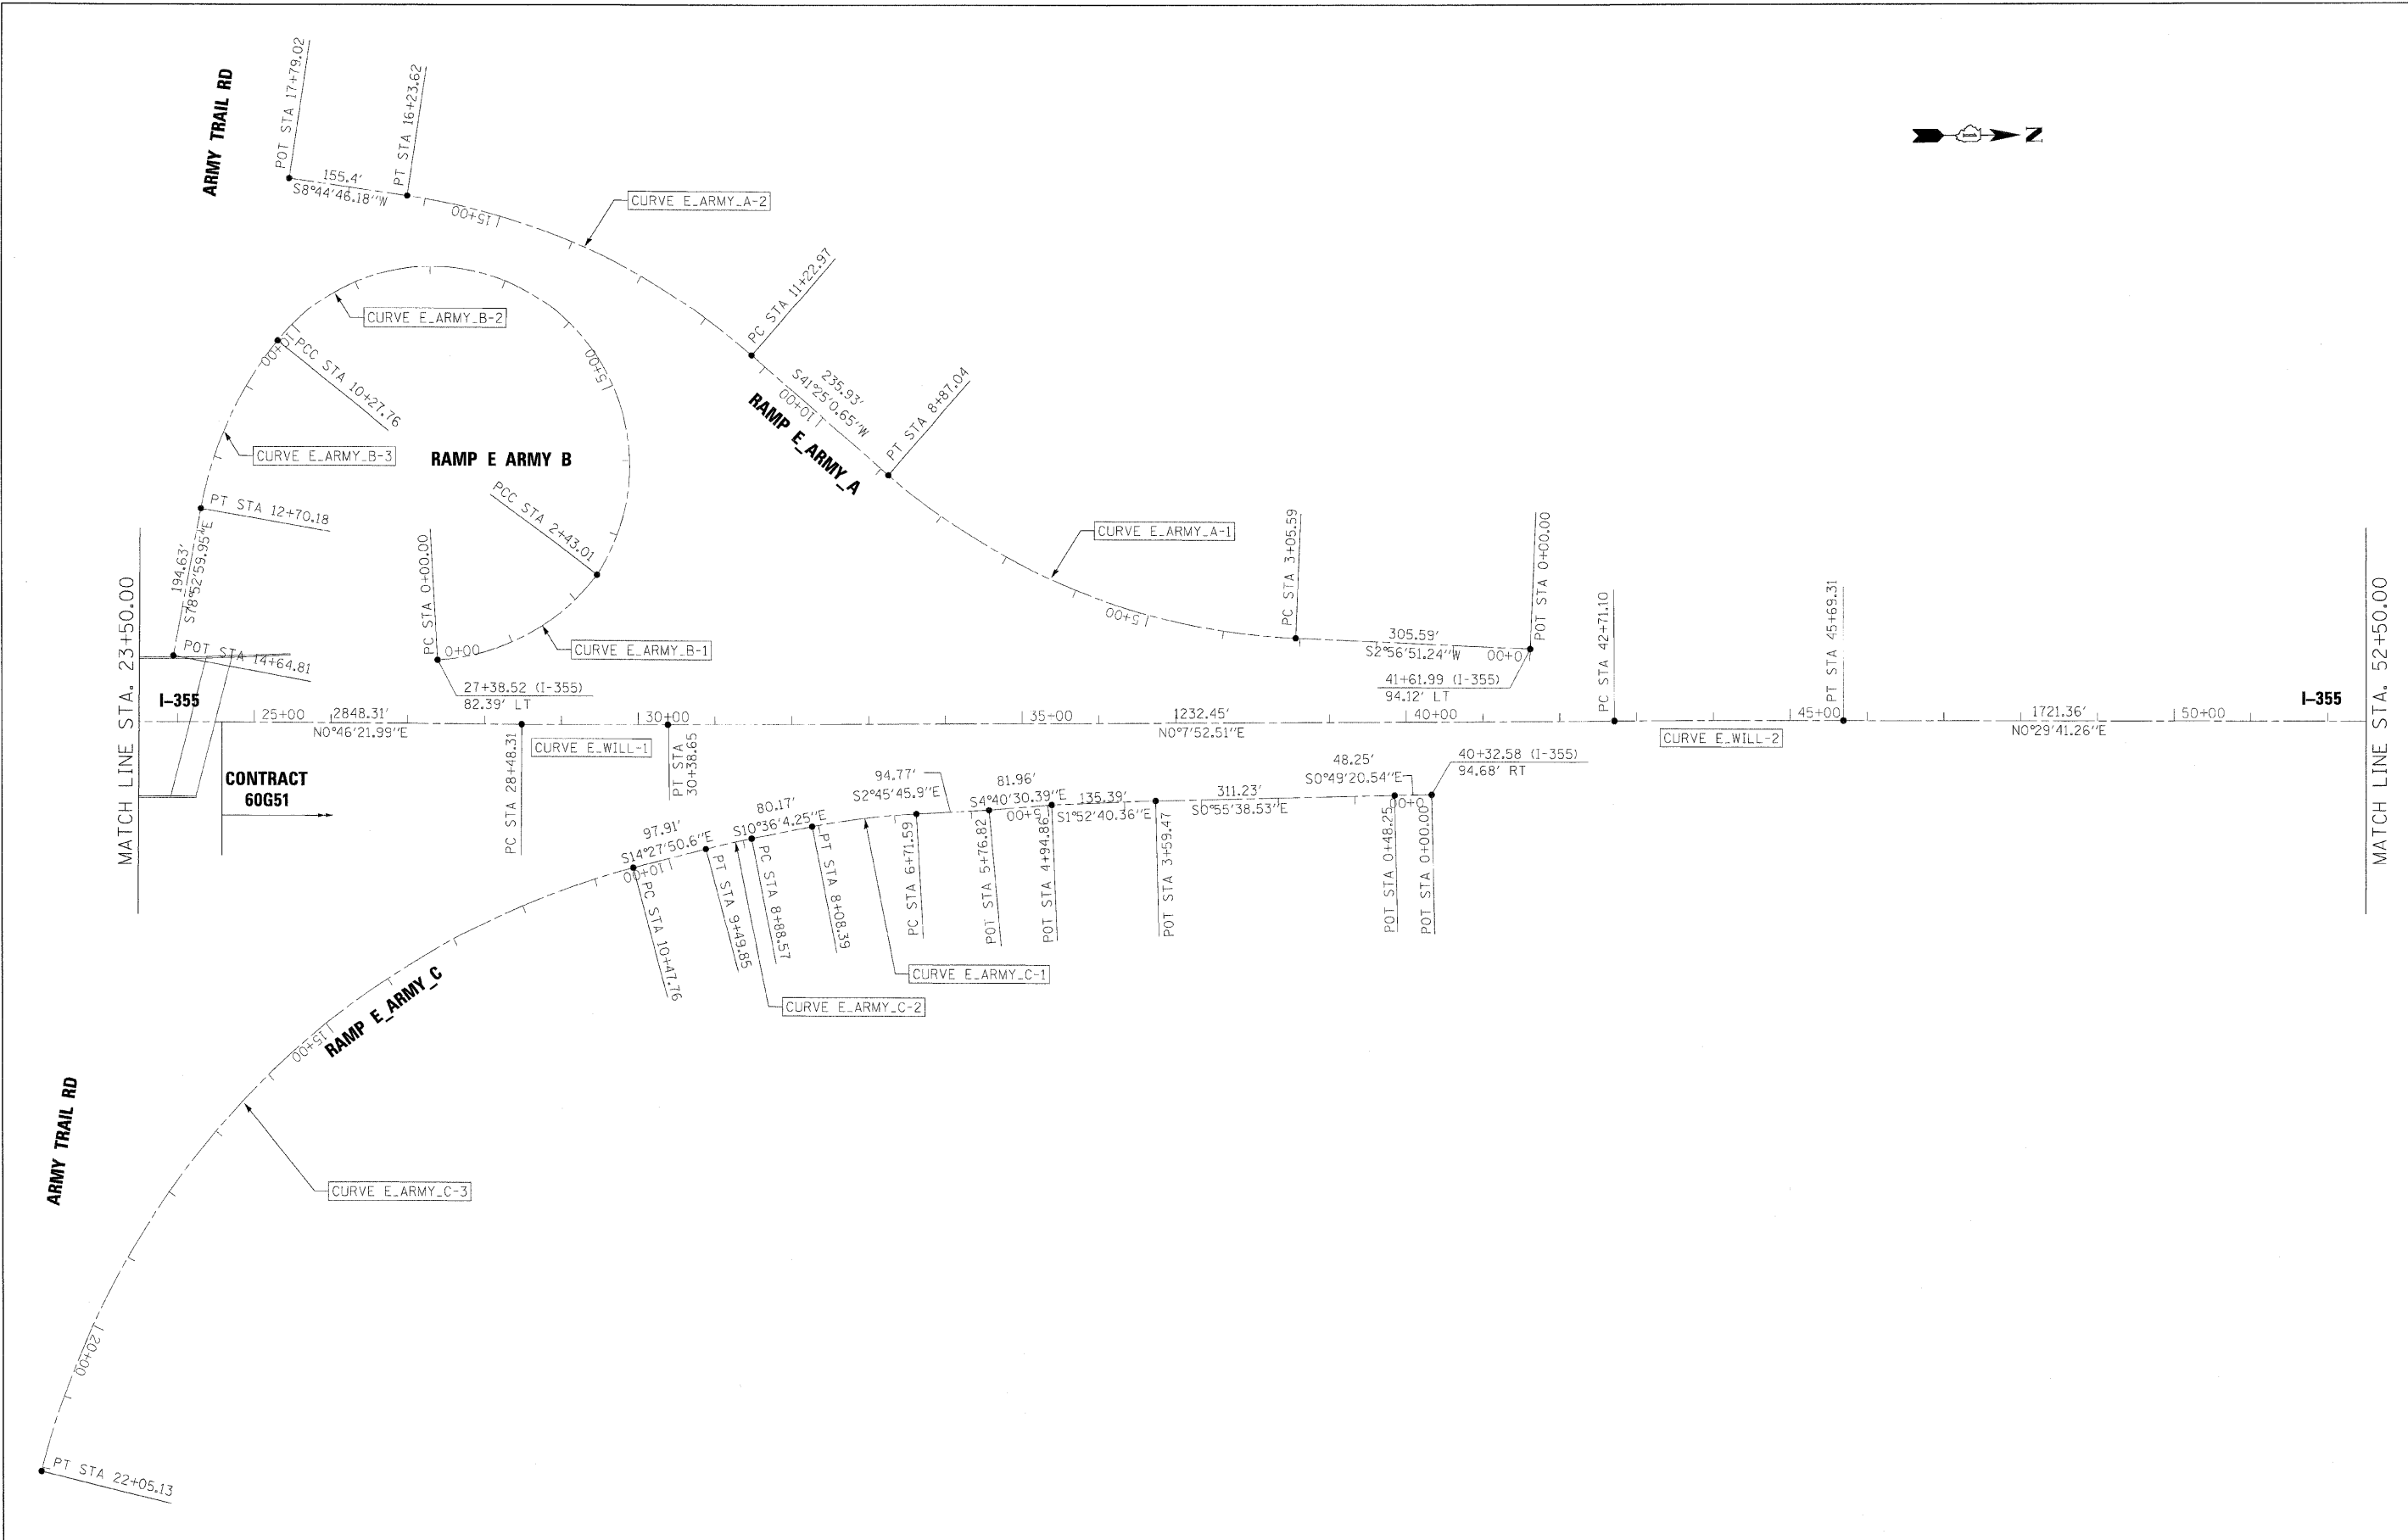 ARMY TRAIL RD
POT STA 17+79.02
PT STA 16+23.62
155.4'
S8°44'46.18"W
15+00
CURVE E_ARMY_A-2
N
PC STA 11+22.97
235.93'
S41°25'0.65"W
10+00
RAMP E_ARMY_A
PT STA 8+87.04
CURVE E_ARMY_A-1
5+00
PC STA 3+05.59
305.59'
S2°56'51.24"W
0+00
POT STA 0+00.00
41+61.99 (I-355)
94.12' LT
CURVE E_ARMY_B-2
10+00
PCC STA 10+27.76
5+00
CURVE E_ARMY_B-3
RAMP E ARMY B
PT STA 12+70.18
PCC STA 2+43.01
194.63'
S78°52'59.95"E
POT STA 14+64.81
PC STA 0+00.00
0+00
CURVE E_ARMY_B-1
27+38.52 (I-355)
82.39' LT
MATCH LINE STA. 23+50.00
I-355
25+00
2848.31'
N0°46'21.99"E
PC STA 28+48.31
CURVE E_WILL-1
30+00
PT STA
30+38.65
35+00
1232.45'
N0°7'52.51"E
40+00
PC STA 42+71.10
CURVE E_WILL-2
45+00
PT STA 45+69.31
1721.36'
N0°29'41.26"E
50+00
I-355
MATCH LINE STA. 52+50.00
CONTRACT
60G51
40+32.58 (I-355)
94.68' RT
48.25'
S0°49'20.54"E
0+00
POT STA 0+00.00
POT STA 0+48.25
311.23'
S0°55'38.53"E
POT STA 3+59.47
135.39'
S1°52'40.36"E
POT STA 4+94.86
5+00
81.96'
S4°40'30.39"E
POT STA 5+76.82
94.77'
S2°45'45.9"E
PC STA 6+71.59
CURVE E_ARMY_C-1
PT STA 8+08.39
80.17'
S10°36'4.25"E
PC STA 8+88.57
CURVE E_ARMY_C-2
PT STA 9+49.85
97.91'
S14°27'50.6"E
10+00
PC STA 10+47.76
RAMP E_ARMY_C
15+00
CURVE E_ARMY_C-3
ARMY TRAIL RD
20+00
PT STA 22+05.13